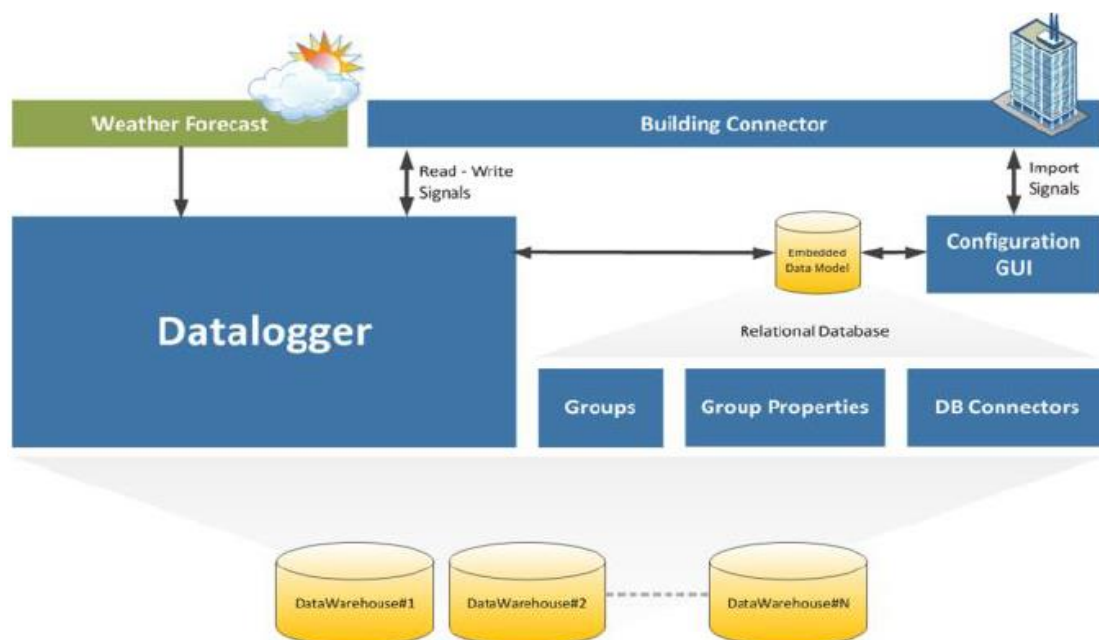 Weather Forecast
Building Connector
Read - Write
Signals
Import
Signals
Datalogger
Embedded
Data Model
Configuration
GUI
Relational Database
Groups
Group Properties
DB Connectors
DataWarehouse#1
DataWarehouse#2
DataWarehouse#N